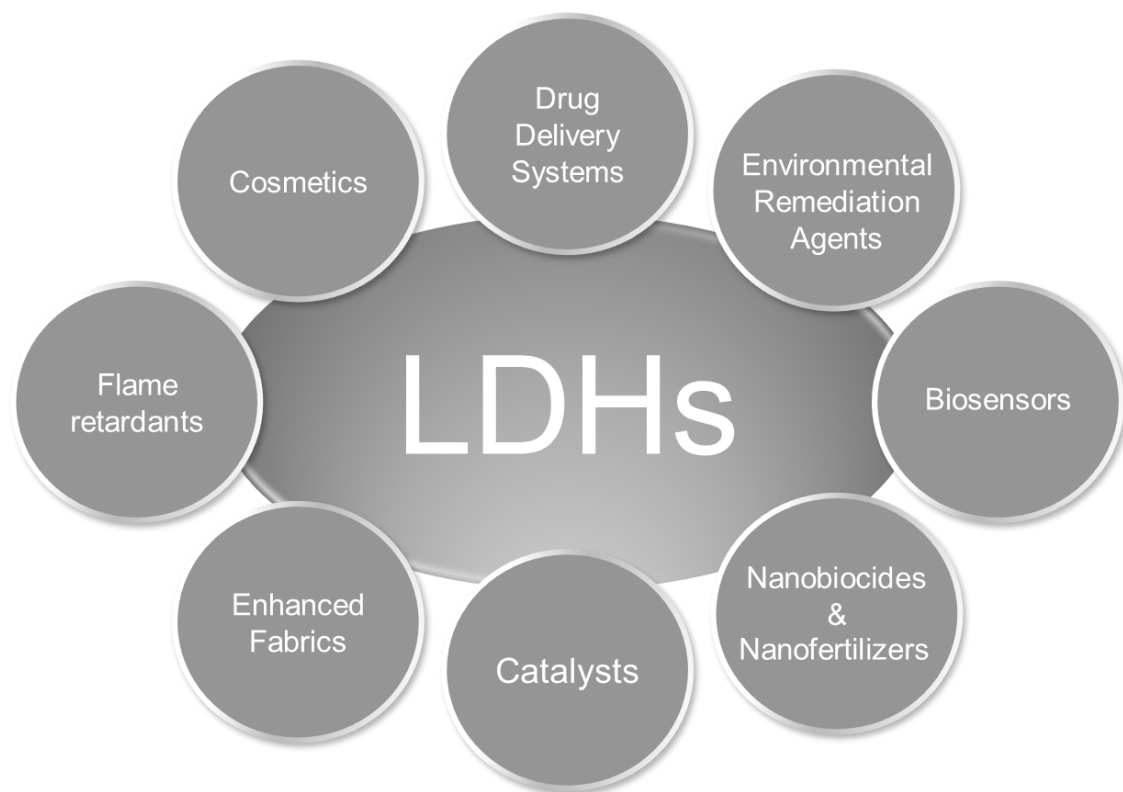 Drug
Delivery
Systems
Cosmetics
Environmental
Remediation
Agents
Flame
retardants
LDHs
Biosensors
Enhanced
Fabrics
Catalysts
Nanobiocides
&
Nanofertilizers